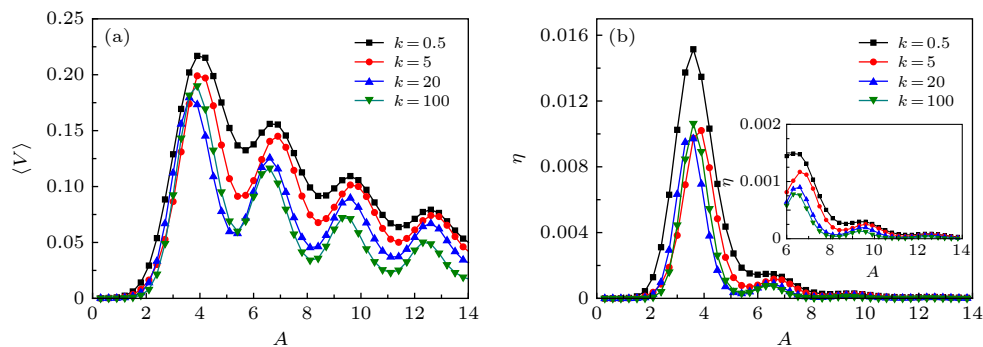 (a)
k = 0.5
k = 5
k = 20
k = 100
⟨V⟩
0.25
0.20
0.15
0.10
0.05
0
0 2 4 6 8 10 12 14
A
(b)
k = 0.5
k = 5
k = 20
k = 100
η
0.016
0.012
0.008
0.004
0
0 2 4 6 8 10 12 14
A
0.002
0.001
0
η
6 8 10 12 14
A